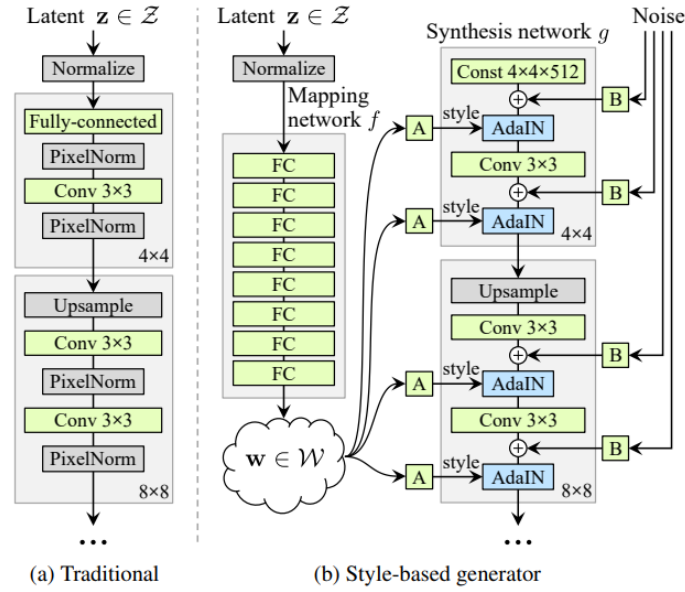 Latent z ∈ Z
Normalize
Fully-connected
PixelNorm
Conv 3×3
PixelNorm
4×4
Upsample
Conv 3×3
PixelNorm
Conv 3×3
PixelNorm
8×8
...
(a) Traditional
Latent z ∈ Z
Normalize
Mapping
network f
FC
FC
FC
FC
FC
FC
FC
FC
w ∈ W
A
style
A
style
A
style
A
style
Synthesis network g
Const 4×4×512
AdaIN
Conv 3×3
AdaIN
4×4
Upsample
Conv 3×3
AdaIN
Conv 3×3
AdaIN
8×8
...
Noise
B
B
B
B
(b) Style-based generator